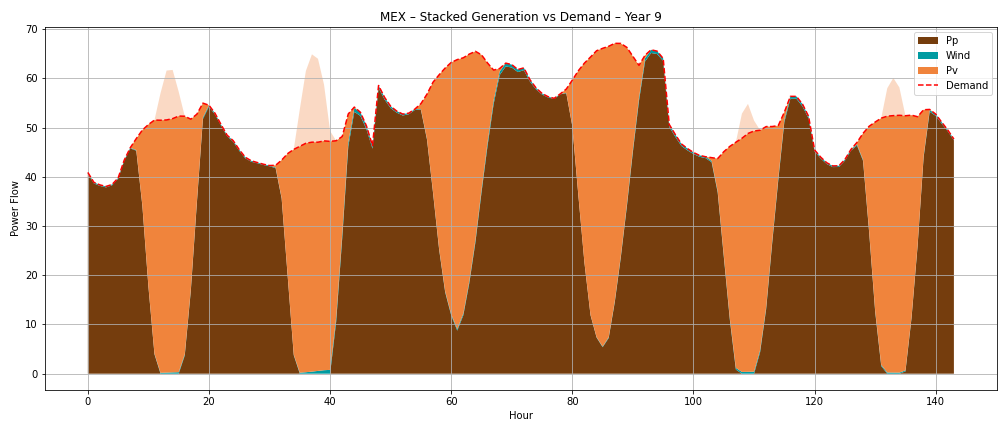 MEX – Stacked Generation vs Demand – Year 9
Power Flow
70
60
50
40
30
20
10
0
Pp
Wind
Pv
Demand
0
20
40
60
80
100
120
140
Hour